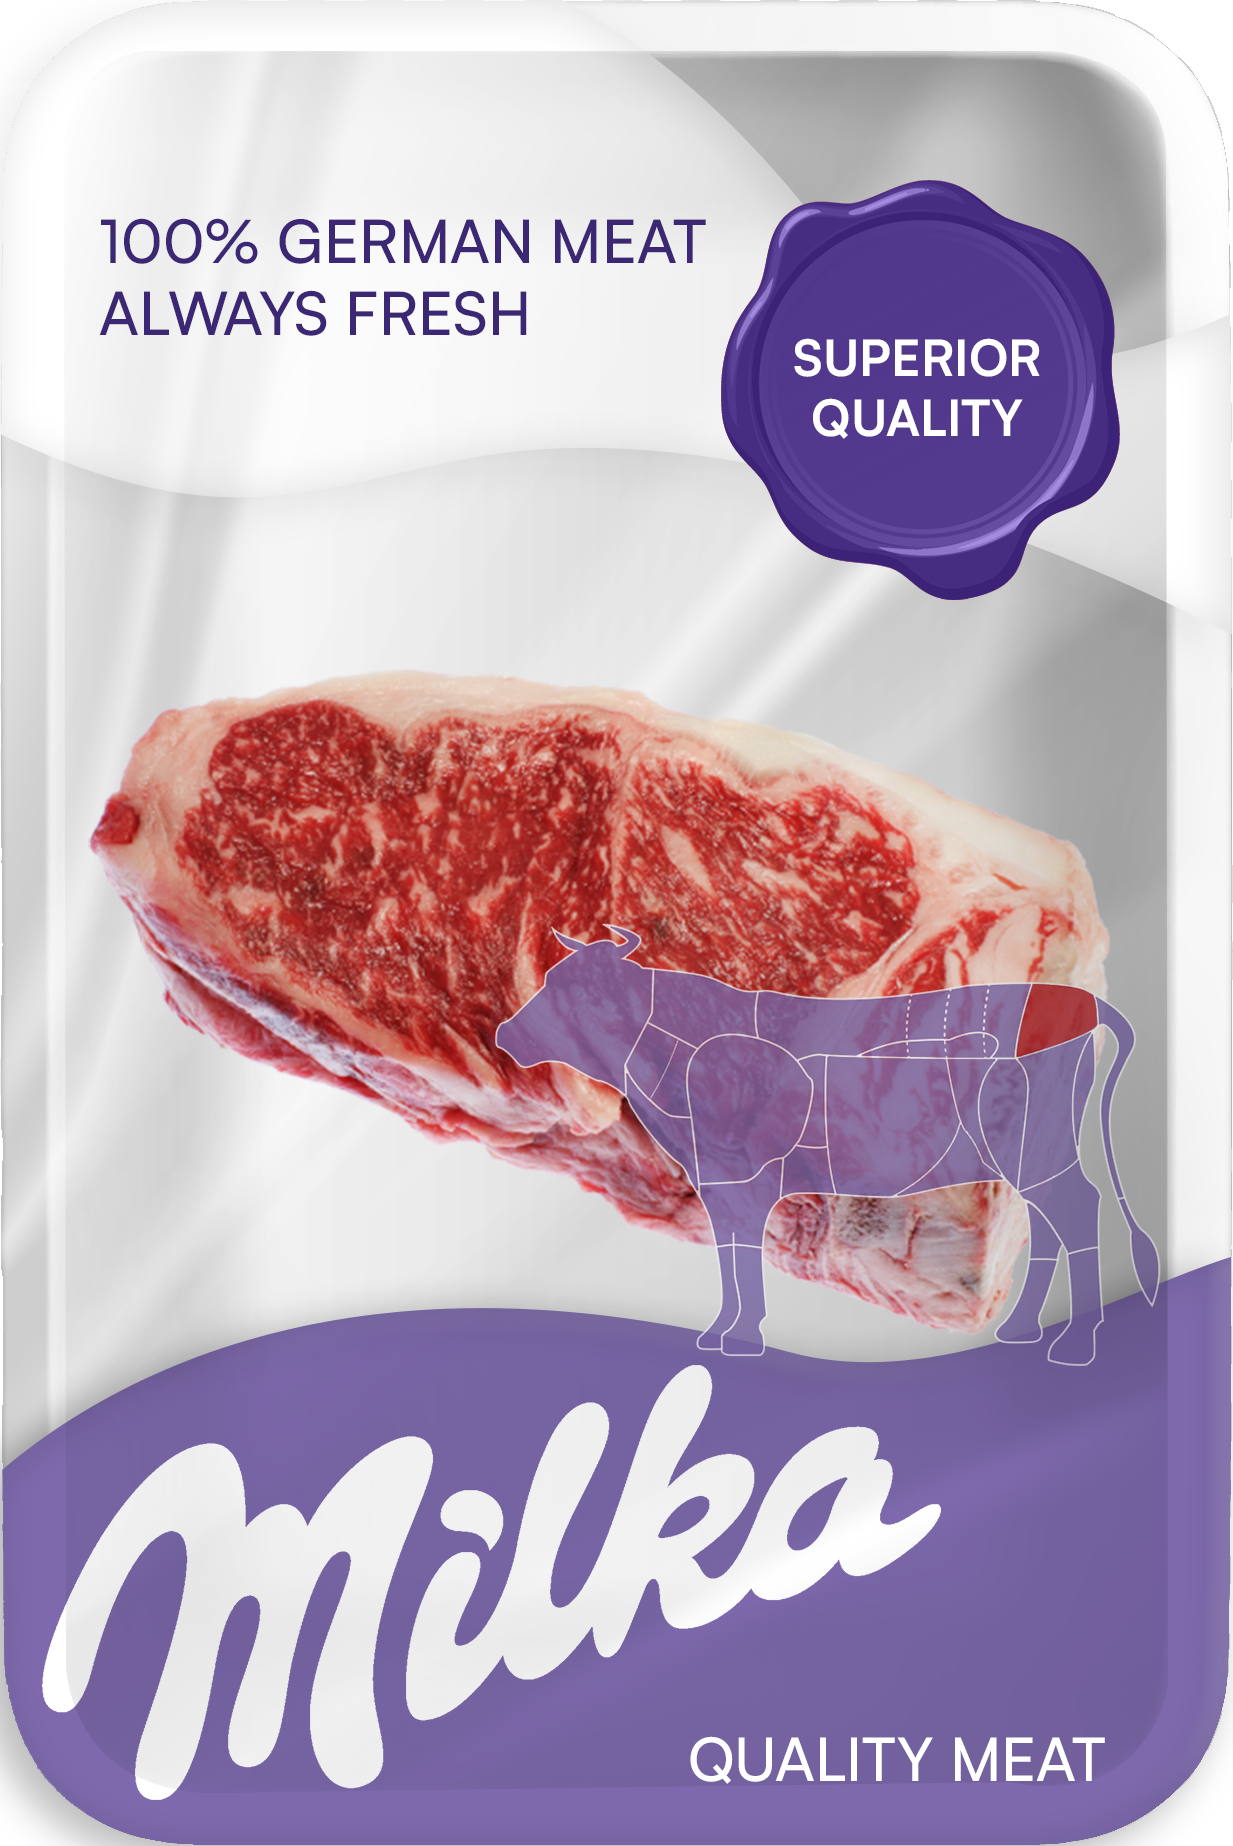 100% GERMAN MEAT
ALWAYS FRESH
SUPERIOR
QUALITY
Milka
QUALITY MEAT